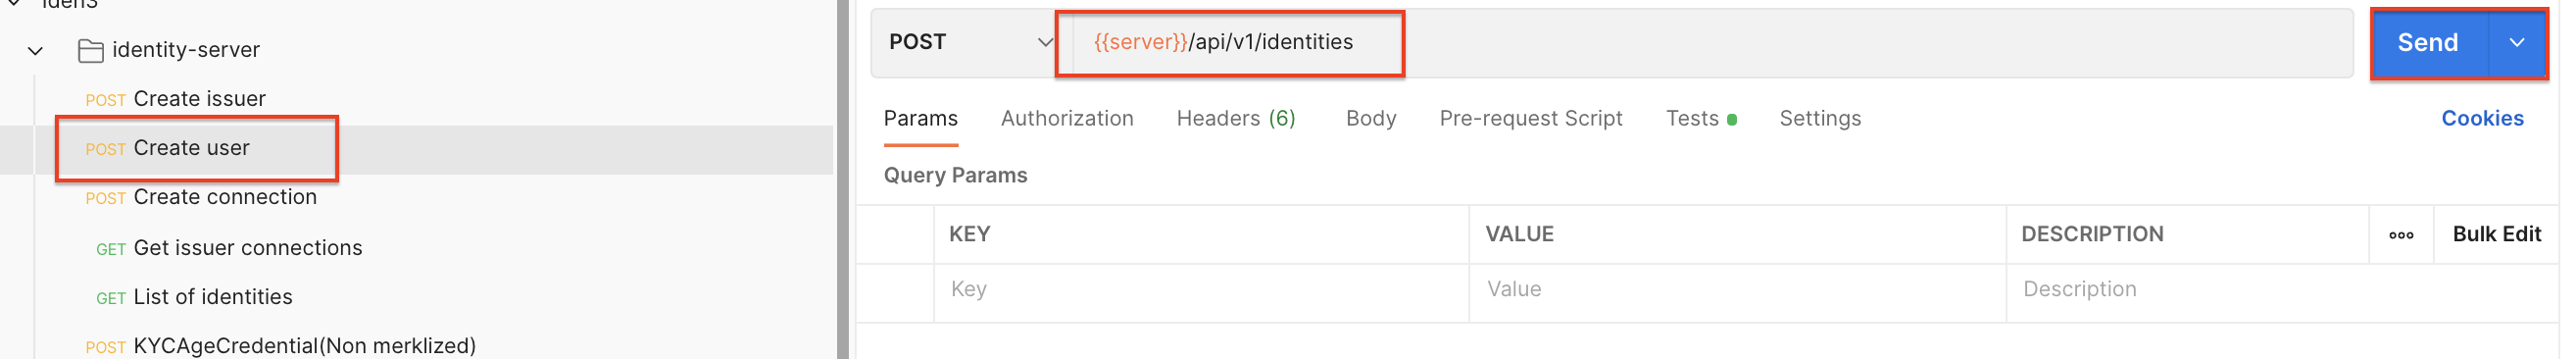 iden3
identity-server
POST Create issuer
POST Create user
POST Create connection
GET Get issuer connections
GET List of identities
POST KYCAgeCredential(Non merklized)
POST {{server}}/api/v1/identities Send
Params Authorization Headers (6) Body Pre-request Script Tests Settings Cookies
Query Params
KEY VALUE DESCRIPTION Bulk Edit
Key Value Description